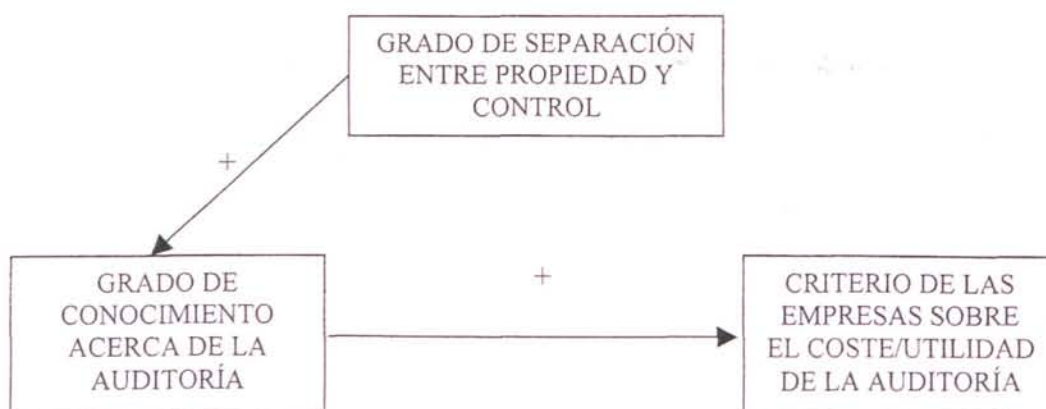 GRADO DE SEPARACIÓN
ENTRE PROPIEDAD Y
CONTROL
+
+
GRADO DE
CONOCIMIENTO
ACERCA DE LA
AUDITORÍA
CRITERIO DE LAS
EMPRESAS SOBRE
EL COSTE/UTILIDAD
DE LA AUDITORÍA